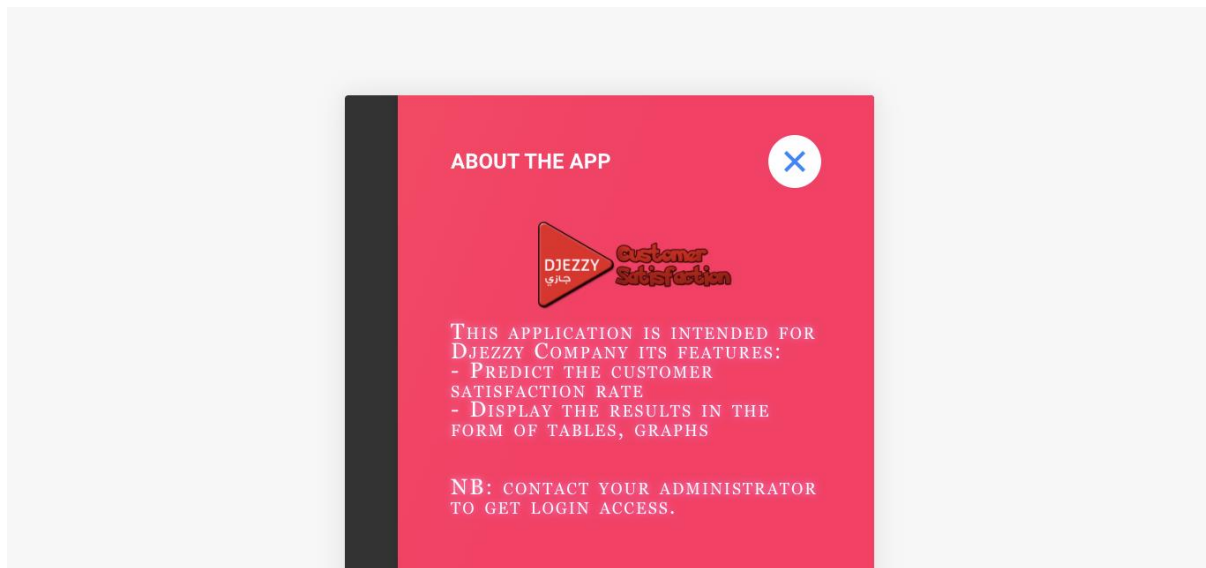 ABOUT THE APP
DJEZZY
جازي
Customer
Satisfaction
This application is intended for
Djezzy Company its features:
- Predict the customer
satisfaction rate
- Display the results in the
form of tables, graphs
NB: contact your administrator
to get login access.